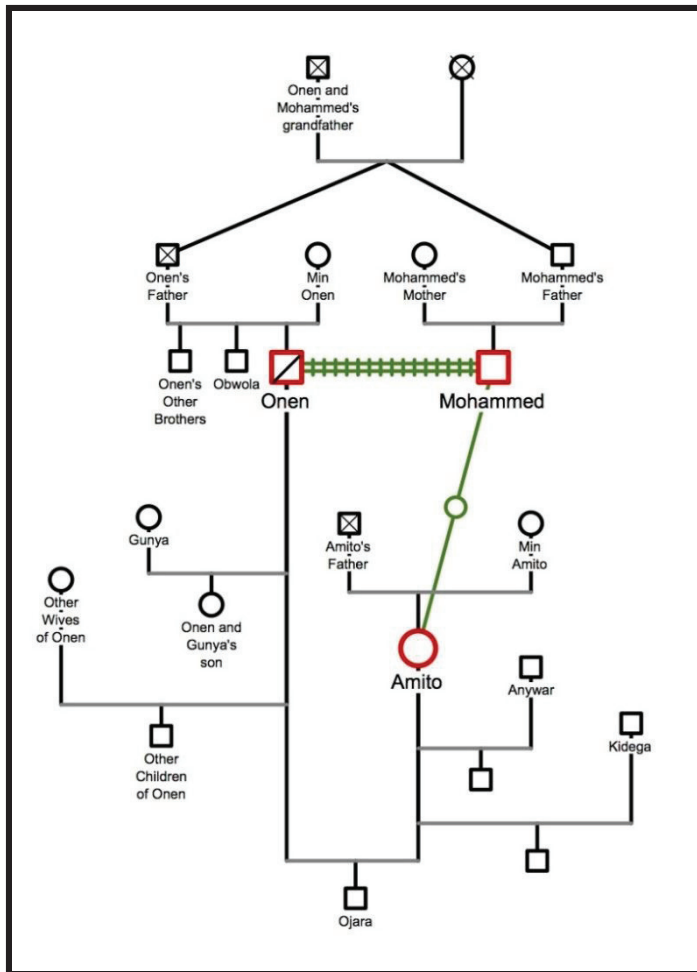 Onen and
Mohammed's
grandfather
Onen's
Father
Min
Onen
Mohammed's
Mother
Mohammed's
Father
Onen's
Other
Brothers
Obwola
Onen
Mohammed
Gunya
Amito's
Father
Min
Amito
Other
Wives
of Onen
Onen and
Gunya's
son
Amito
Anywar
Kidega
Other
Children
of Onen
Ojara